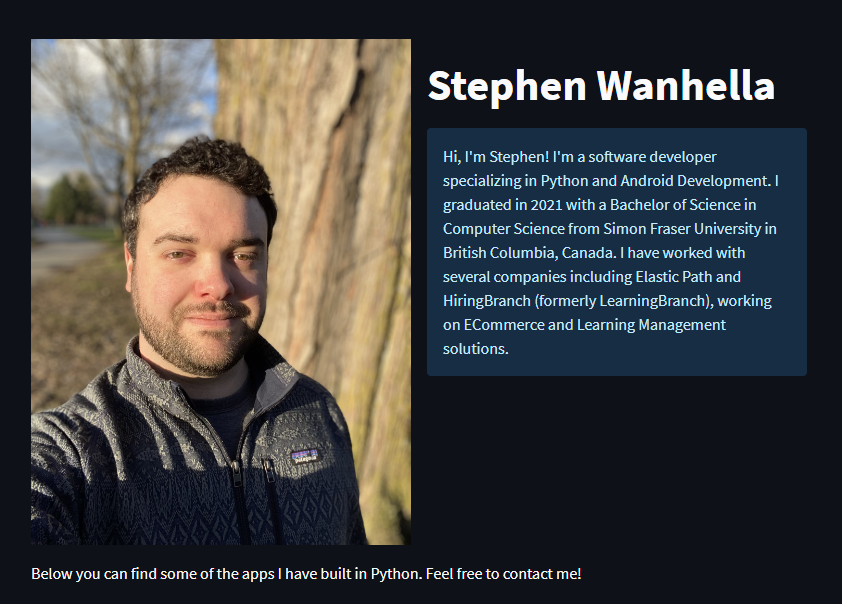 Stephen Wanhella
Hi, I'm Stephen! I'm a software developer
specializing in Python and Android Development. I
graduated in 2021 with a Bachelor of Science in
Computer Science from Simon Fraser University in
British Columbia, Canada. I have worked with
several companies including Elastic Path and
HiringBranch (formerly LearningBranch), working
on ECommerce and Learning Management
solutions.
patagonia
Below you can find some of the apps I have built in Python. Feel free to contact me!